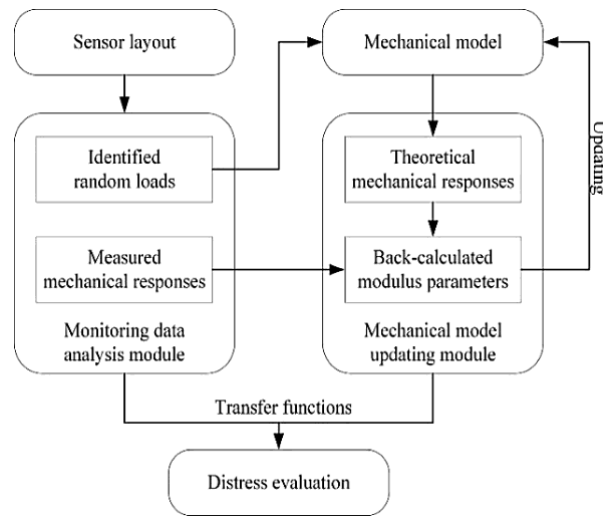 Sensor layout
Mechanical model
Identified
random loads
Theoretical
mechanical responses
Updating
Measured
mechanical responses
Back-calculated
modulus parameters
Monitoring data
analysis module
Mechanical model
updating module
Transfer functions
Distress evaluation